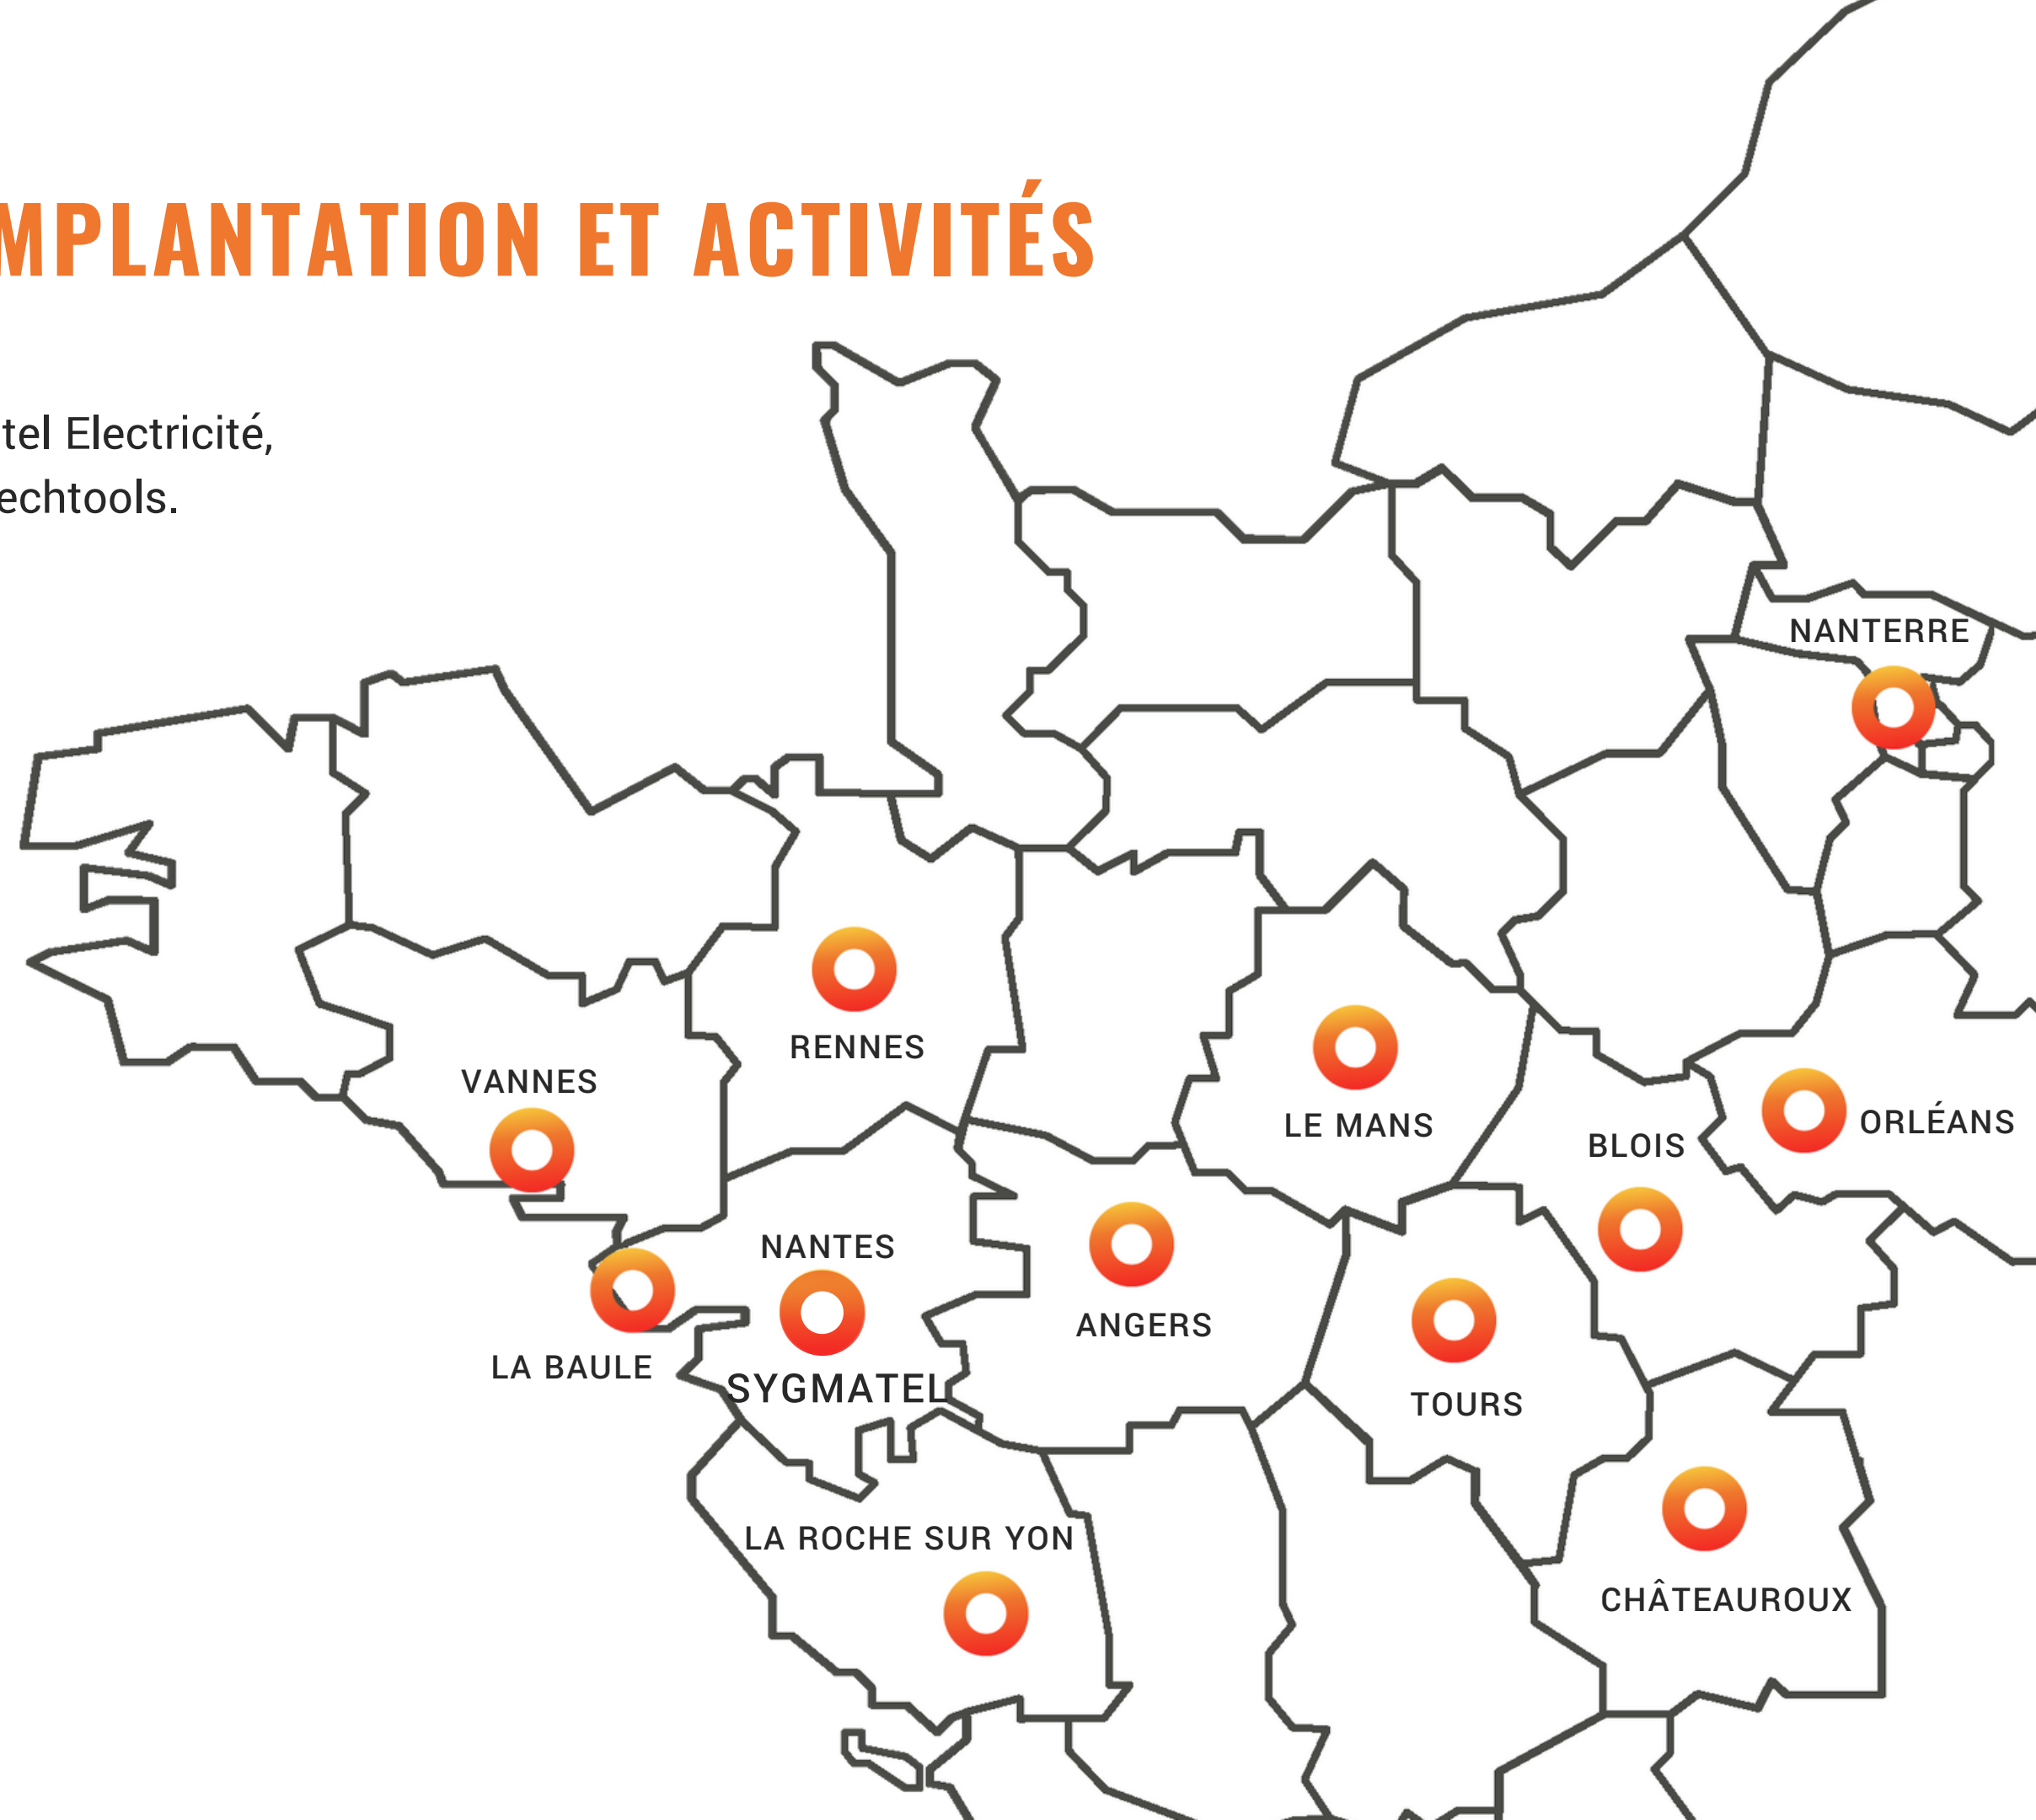 MPLANTATION ET ACTIVITÉS
tel Electricité,
echtools.
NANTERRE
RENNES
VANNES
LE MANS
ORLÉANS
BLOIS
NANTES
ANGERS
LA BAULE
SYGMATEL
TOURS
LA ROCHE SUR YON
CHÂTEAUROUX